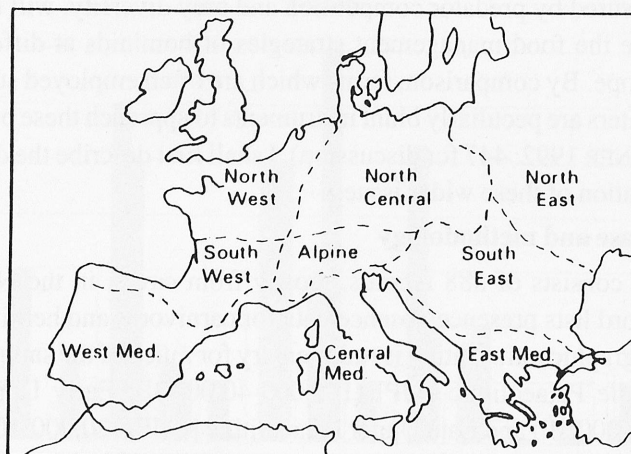 North
West
North
Central
North
East
South
West
Alpine
South
East
West Med.
Central
Med.
East Med.